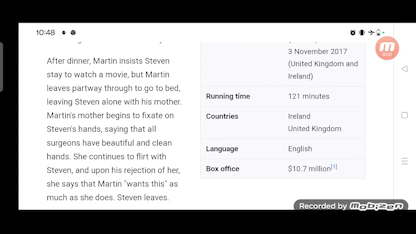 10:48
After dinner, Martin insists Steven
stay to watch a movie, but Martin
leaves partway through to go to bed,
leaving Steven alone with his mother.
Martin's mother begins to fixate on
Steven's hands, saying that all
surgeons have beautiful and clean
hands. She continues to flirt with
Steven, and upon his rejection of her,
she says that Martin "wants this" as
much as she does. Steven leaves.
3 November 2017
(United Kingdom and
Ireland)
Running time 121 minutes
Countries Ireland
United Kingdom
Language English
Box office $10.7 million[1]
Recorded by Mobizen